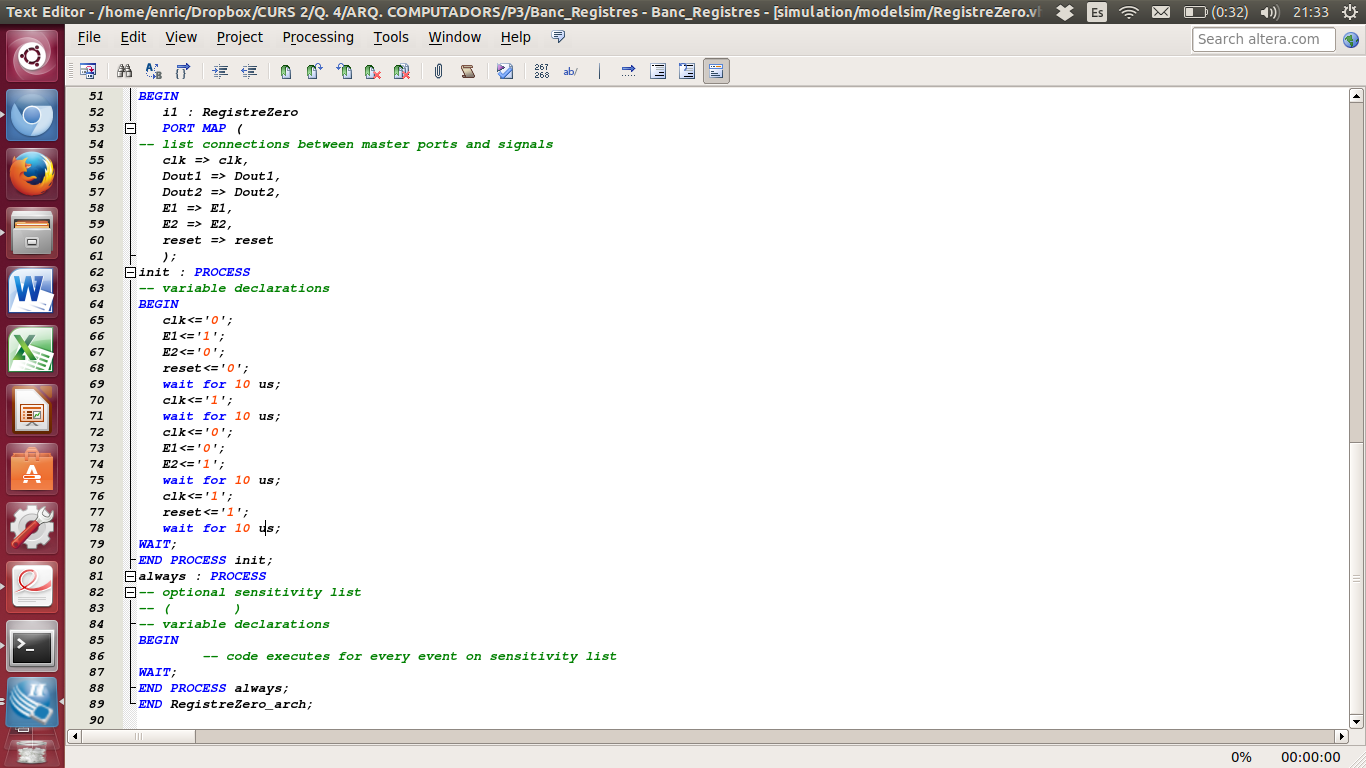 Text Editor - /home/enric/Dropbox/CURS 2/Q. 4/ARQ. COMPUTADORS/P3/Banc_Registres - Banc_Registres - [simulation/modelsim/RegistreZero.vh Es (0:32) 21:33
File Edit View Project Processing Tools Window Help Search altera.com
267
268 ab/
51 BEGIN
52 i1 : RegistreZero
53 PORT MAP (
54 -- list connections between master ports and signals
55 clk => clk,
56 Dout1 => Dout1,
57 Dout2 => Dout2,
58 E1 => E1,
59 E2 => E2,
60 reset => reset
61 );
62 init : PROCESS
63 -- variable declarations
64 BEGIN
65 clk<='0';
66 E1<='1';
67 E2<='0';
68 reset<='0';
69 wait for 10 us;
70 clk<='1';
71 wait for 10 us;
72 clk<='0';
73 E1<='0';
74 E2<='1';
75 wait for 10 us;
76 clk<='1';
77 reset<='1';
78 wait for 10 us;
79 WAIT;
80 END PROCESS init;
81 always : PROCESS
82 -- optional sensitivity list
83 -- ( )
84 -- variable declarations
85 BEGIN
86 -- code executes for every event on sensitivity list
87 WAIT;
88 END PROCESS always;
89 END RegistreZero_arch;
90
0% 00:00:00